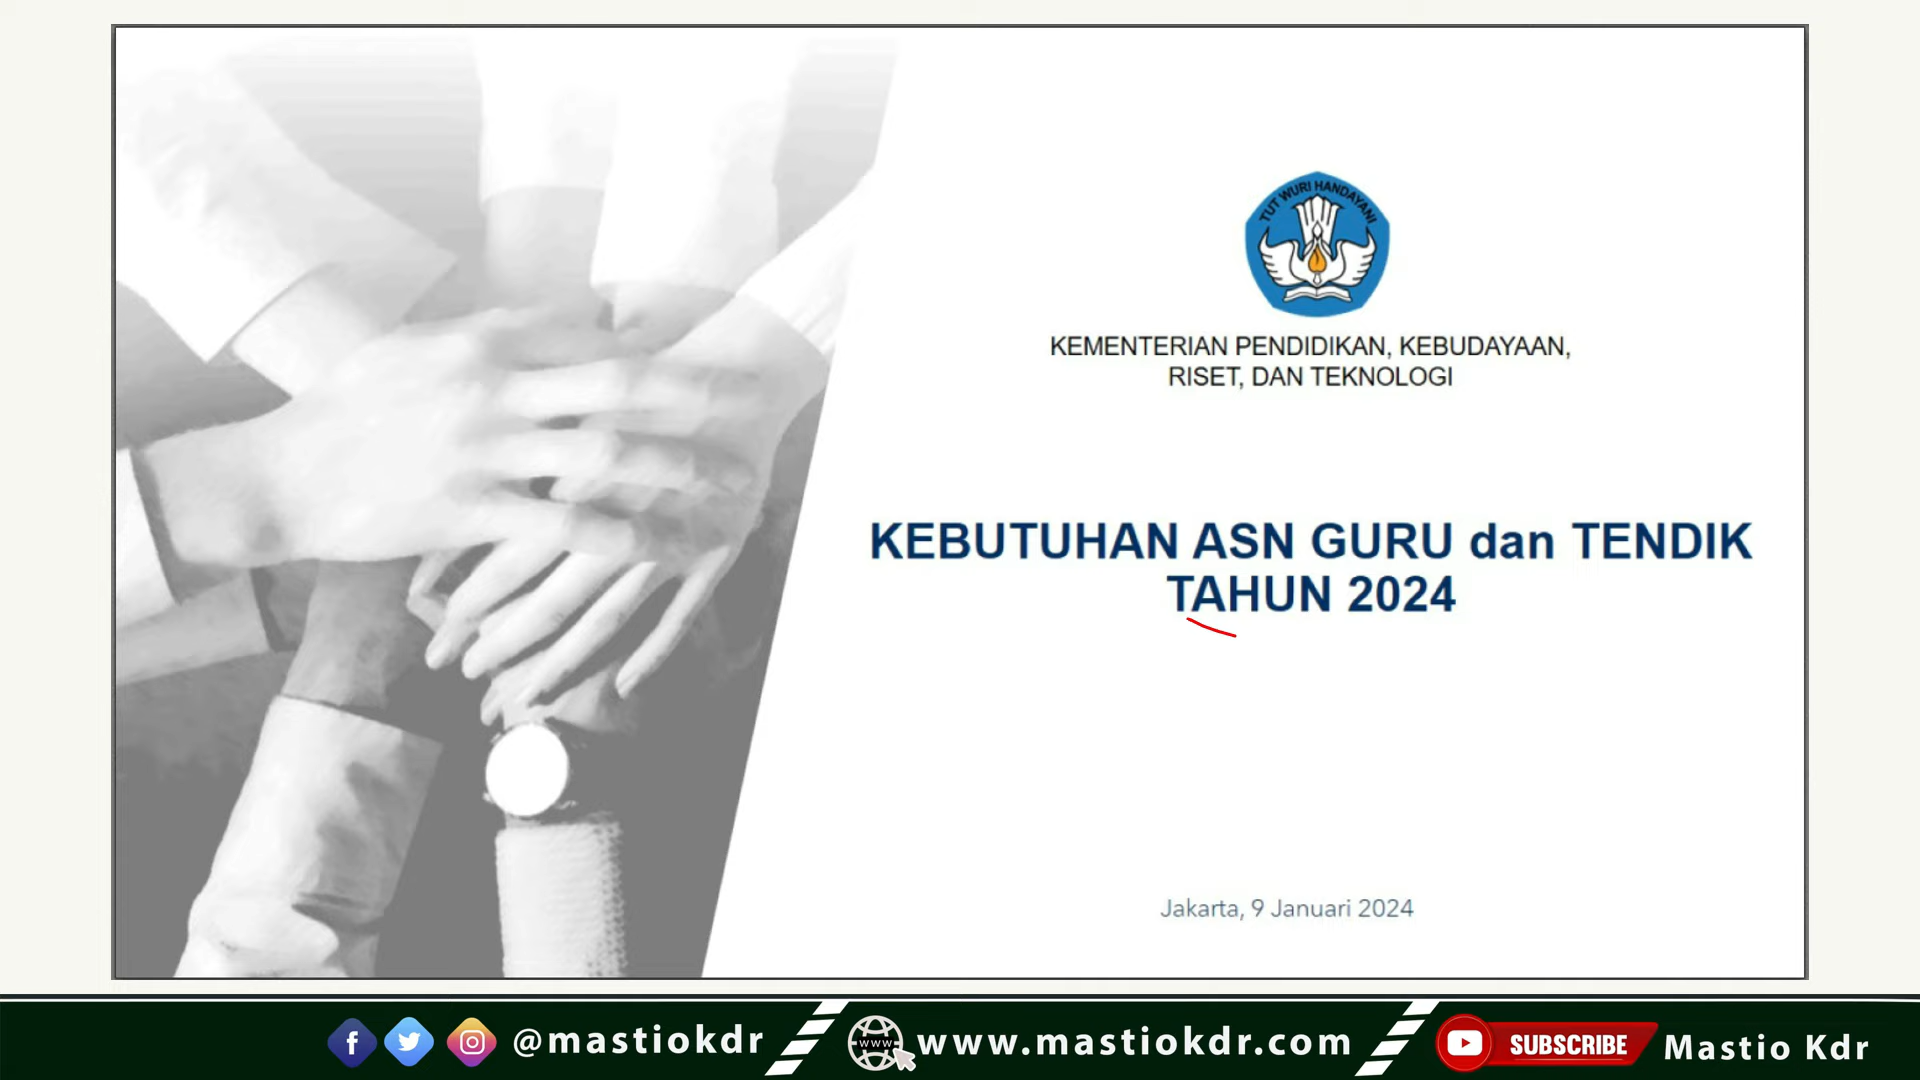 TUT WURI HANDAYANI
KEMENTERIAN PENDIDIKAN, KEBUDAYAAN,
RISET, DAN TEKNOLOGI
KEBUTUHAN ASN GURU dan TENDIK
TAHUN 2024
Jakarta, 9 Januari 2024
f @mastiokdr WWW www.mastiokdr.com SUBSCRIBE Mastio Kdr